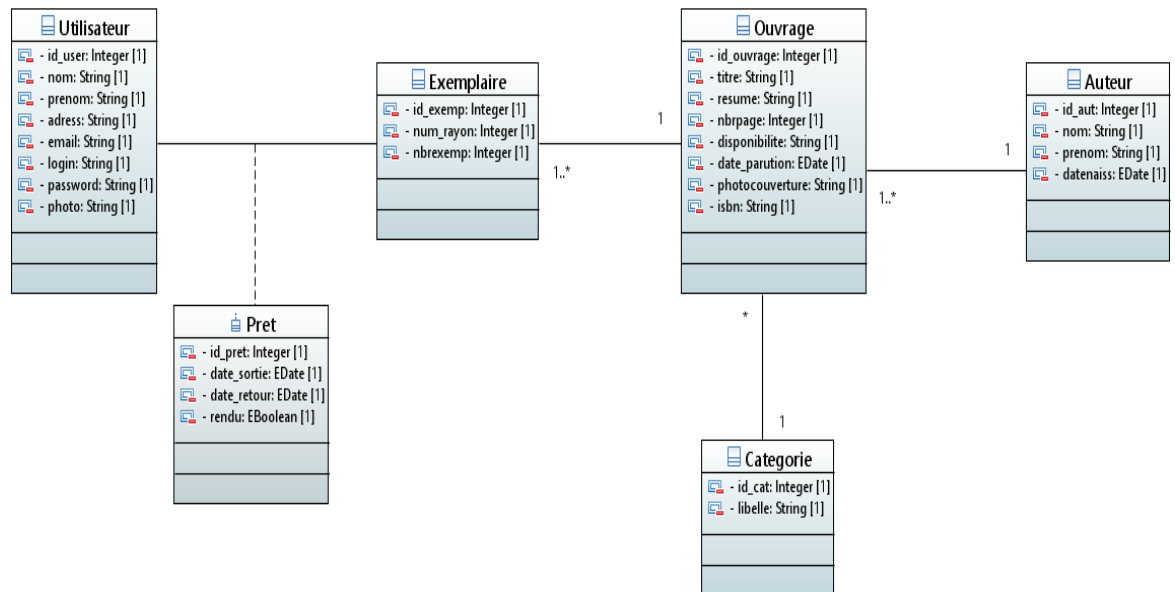 Utilisateur
- id_user: Integer [1]
- nom: String [1]
- prenom: String [1]
- adress: String [1]
- email: String [1]
- login: String [1]
- password: String [1]
- photo: String [1]
Exemplaire
- id_exemp: Integer [1]
- num_rayon: Integer [1]
- nbrexemp: Integer [1]
1
1..*
Ouvrage
- id_ouvrage: Integer [1]
- titre: String [1]
- resume: String [1]
- nbrpage: Integer [1]
- disponibilite: String [1]
- date_parution: EDate [1]
- photocouverture: String [1]
- isbn: String [1]
1
1..*
Auteur
- id_aut: Integer [1]
- nom: String [1]
- prenom: String [1]
- datenaiss: EDate [1]
Pret
- id_pret: Integer [1]
- date_sortie: EDate [1]
- date_retour: EDate [1]
- rendu: EBoolean [1]
*
1
Categorie
- id_cat: Integer [1]
- libelle: String [1]